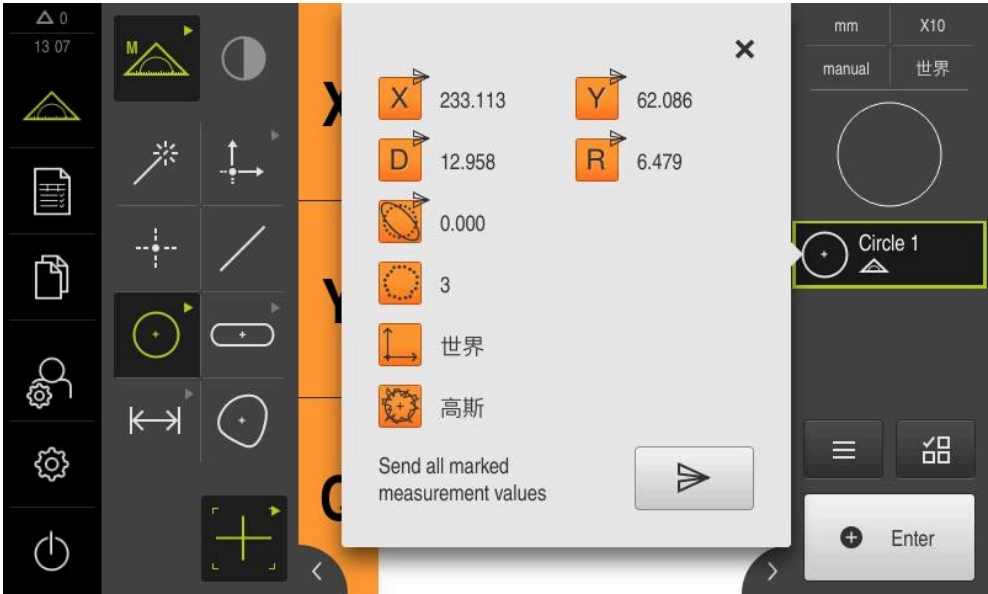 0
13 07
M
X
Y
X 233.113
Y 62.086
D 12.958
R 6.479
0.000
3
世界
高斯
Send all marked
measurement values
mm
X10
manual
世界
Circle 1
Enter